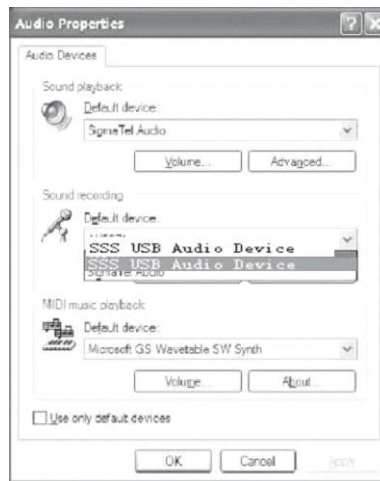 Audio Properties
Audio Devices
Sound playback
Default device:
SigmaTel Audio
Volume... Advanced...
Sound recording
Default device:
SSS USB Audio Device
SSS USB Audio Device
SigmaTel Audio
MIDI music playback
Default device:
Microsoft GS Wavetable SW Synth
Volume... About...
Use only default devices
OK Cancel Apply